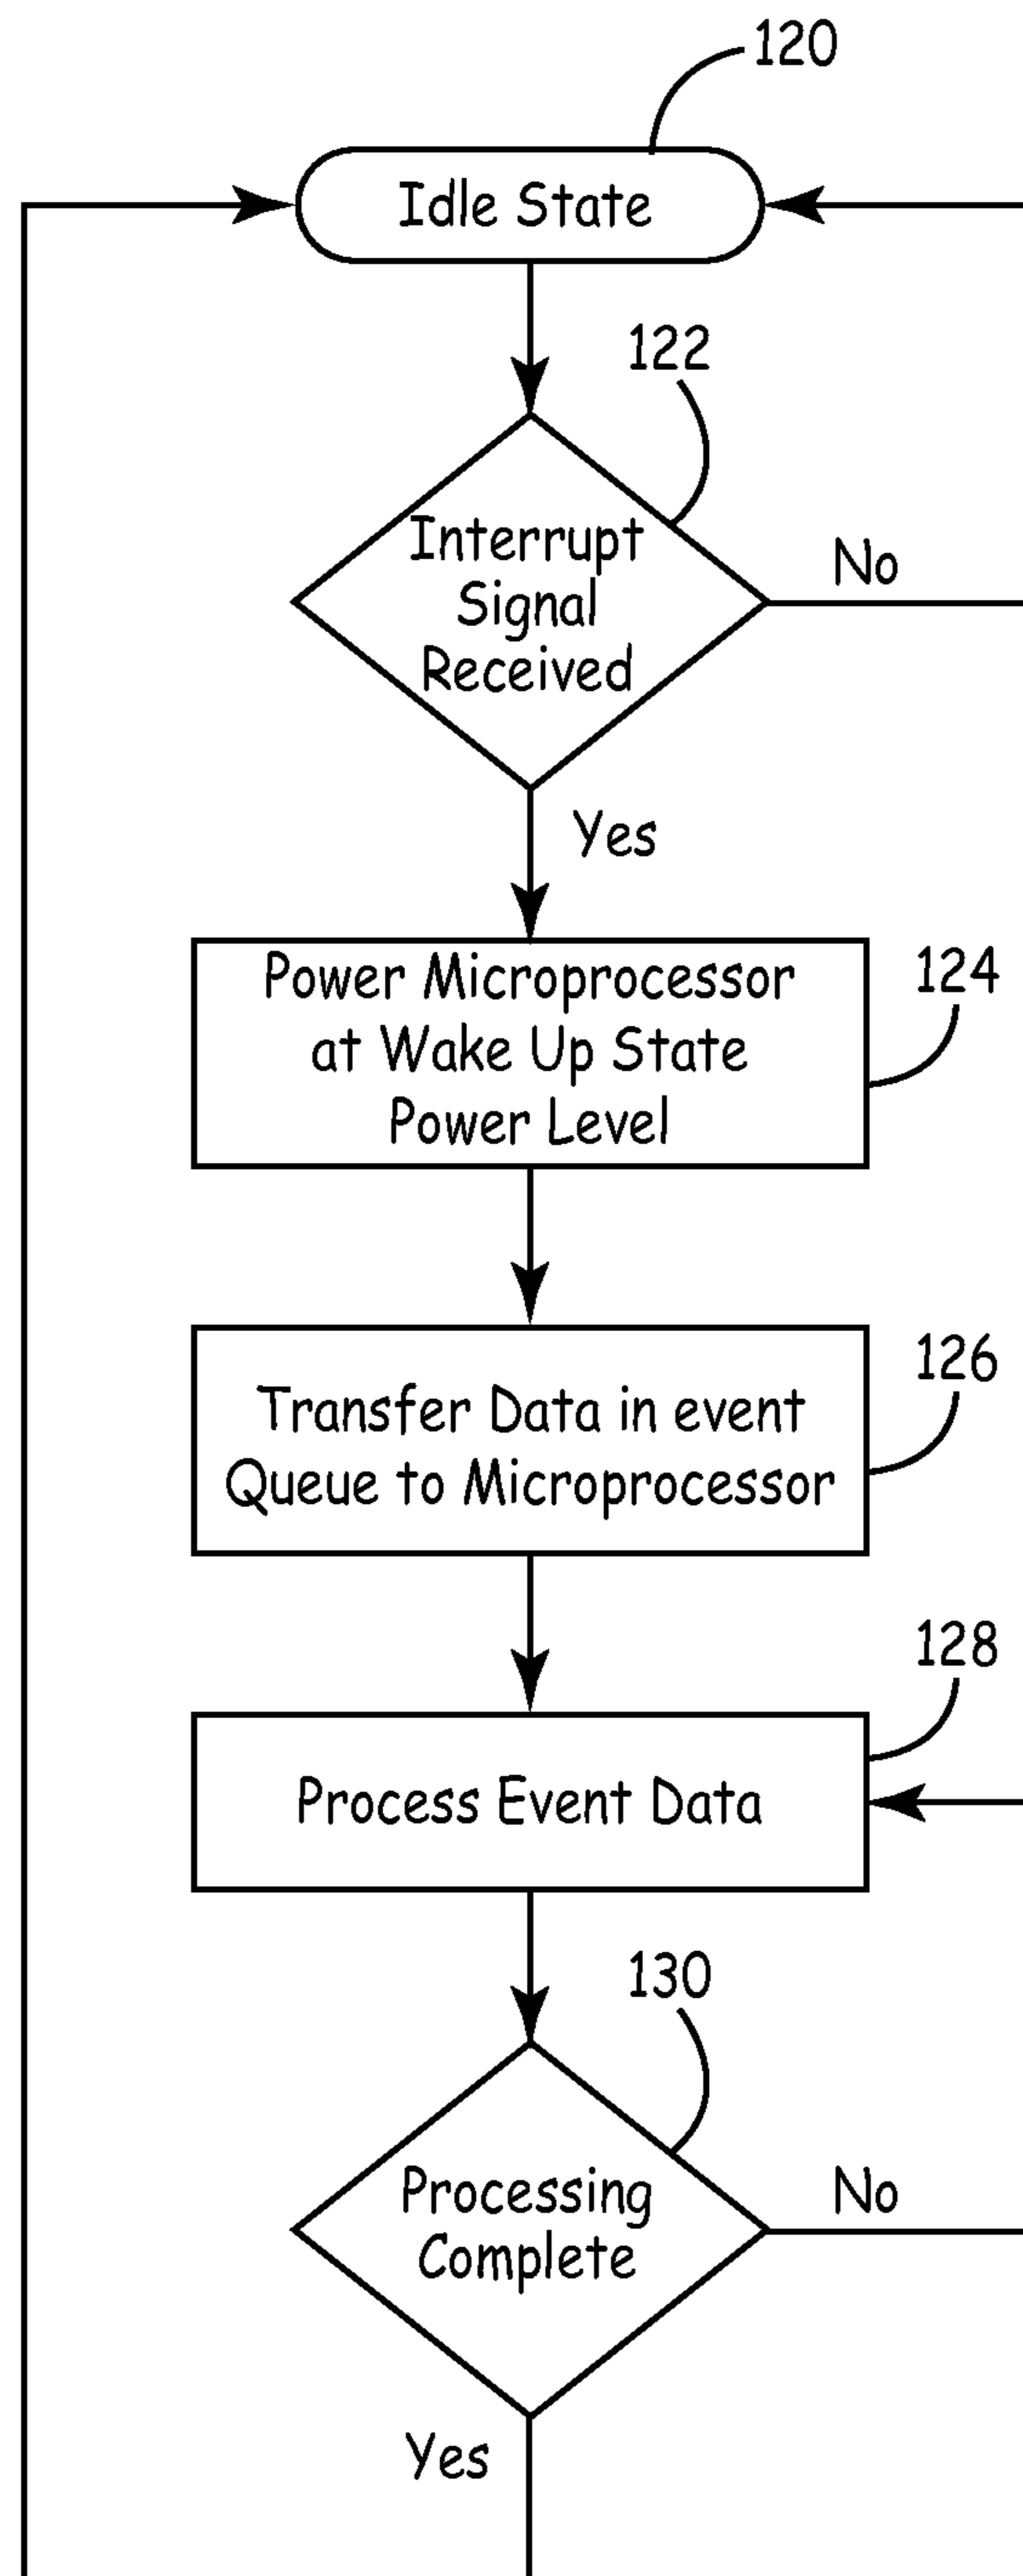 120
Idle State
122
Interrupt
Signal
Received
No
Yes
Power Microprocessor
at Wake Up State
Power Level
124
Transfer Data in event
Queue to Microprocessor
126
128
Process Event Data
130
Processing
Complete
No
Yes